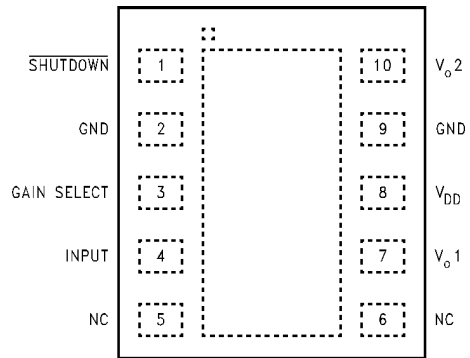 SHUTDOWN 1 10 Vo2
GND 2 9 GND
GAIN SELECT 3 8 VDD
INPUT 4 7 Vo1
NC 5 6 NC